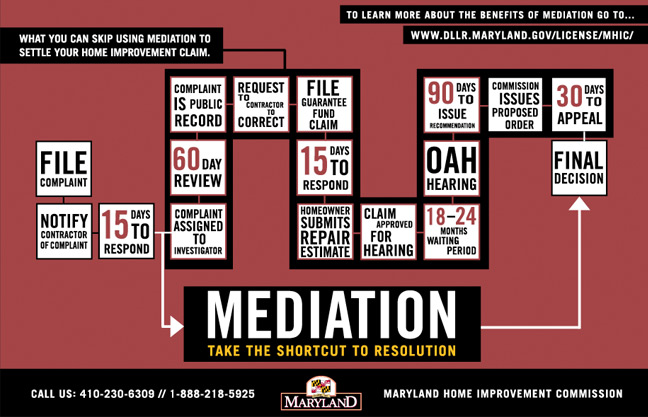 TO LEARN MORE ABOUT THE BENEFITS OF MEDIATION GO TO...
WWW.DLLR.MARYLAND.GOV/LICENSE/MHIC/
WHAT YOU CAN SKIP USING MEDIATION TO
SETTLE YOUR HOME IMPROVEMENT CLAIM.
FILE
COMPLAINT
NOTIFY
CONTRACTOR
OF COMPLAINT
15 DAYS
TO
RESPOND
COMPLAINT
ASSIGNED
TO
INVESTIGATOR
60 DAY
REVIEW
COMPLAINT
IS PUBLIC
RECORD
REQUEST
TO
CONTRACTOR
TO
CORRECT
FILE
GUARANTEE
FUND
CLAIM
15 DAYS
TO
RESPOND
HOMEOWNER
SUBMITS
REPAIR
ESTIMATE
CLAIM
APPROVED
FOR
HEARING
18-24
MONTHS
WAITING
PERIOD
OAH
HEARING
90 DAYS
TO
ISSUE
RECOMMENDATION
COMMISSION
ISSUES
PROPOSED
ORDER
30 DAYS
TO
APPEAL
FINAL
DECISION
MEDIATION
TAKE THE SHORTCUT TO RESOLUTION
CALL US: 410-230-6309 // 1-888-218-5925
MARYLAND
MARYLAND HOME IMPROVEMENT COMMISSION